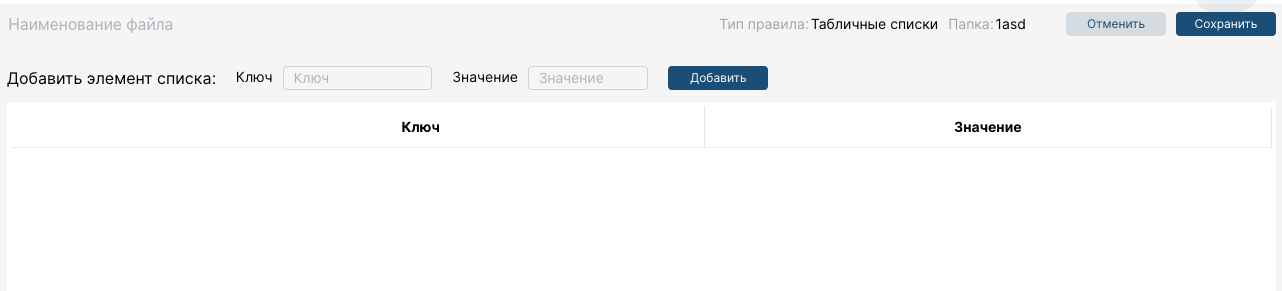 Наименование файла Тип правила: Табличные списки Папка: 1asd Отменить Сохранить
Добавить элемент списка: Ключ Ключ Значение Значение Добавить
Ключ Значение